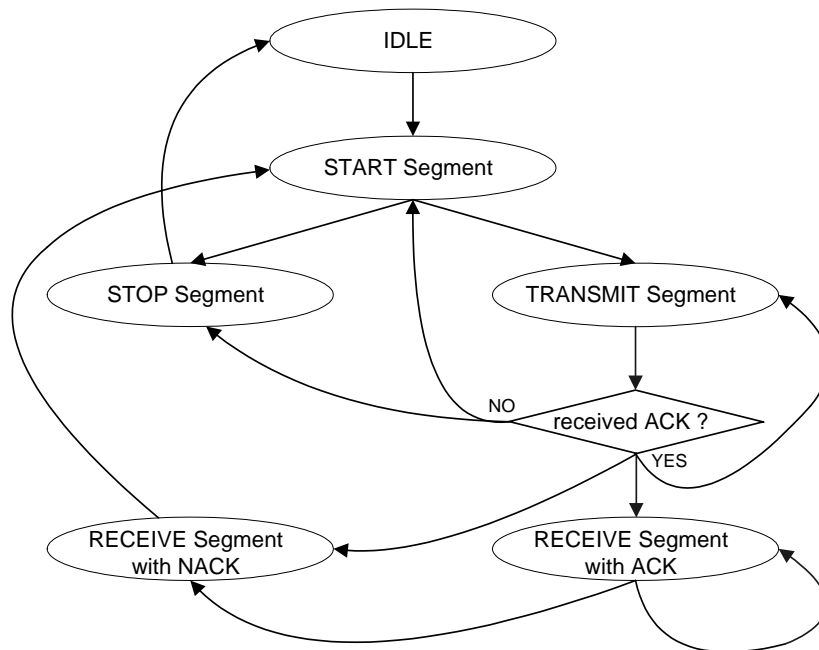 IDLE
START Segment
STOP Segment
TRANSMIT Segment
NO
received ACK ?
YES
RECEIVE Segment
with NACK
RECEIVE Segment
with ACK